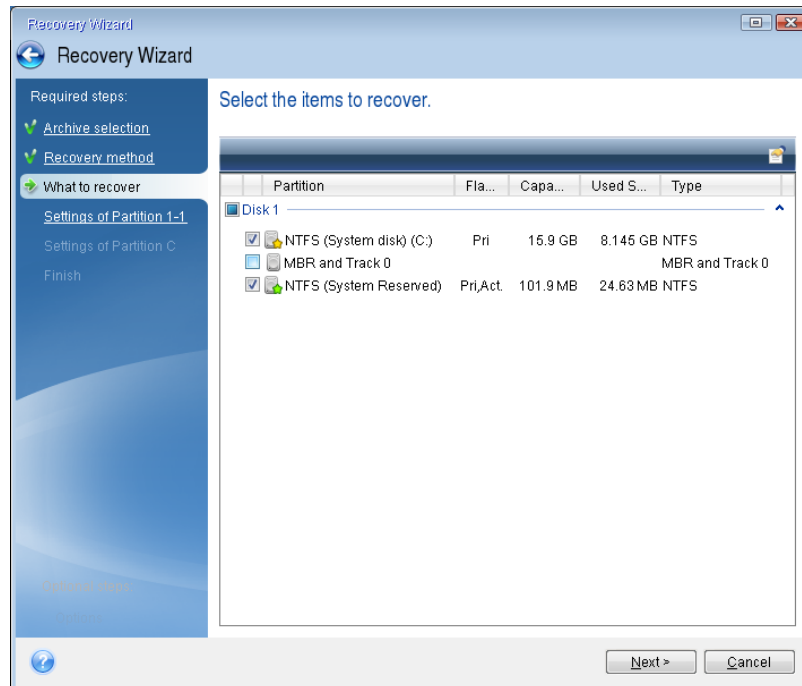 Recovery Wizard
Recovery Wizard
Required steps:
Archive selection
Recovery method
What to recover
Settings of Partition 1-1
Settings of Partition C
Finish
Select the items to recover.
Partition Fla... Capa... Used S... Type
Disk 1
NTFS (System disk) (C:) Pri 15.9 GB 8.145 GB NTFS
MBR and Track 0 MBR and Track 0
NTFS (System Reserved) Pri,Act. 101.9 MB 24.63 MB NTFS
Options
Next >
Cancel